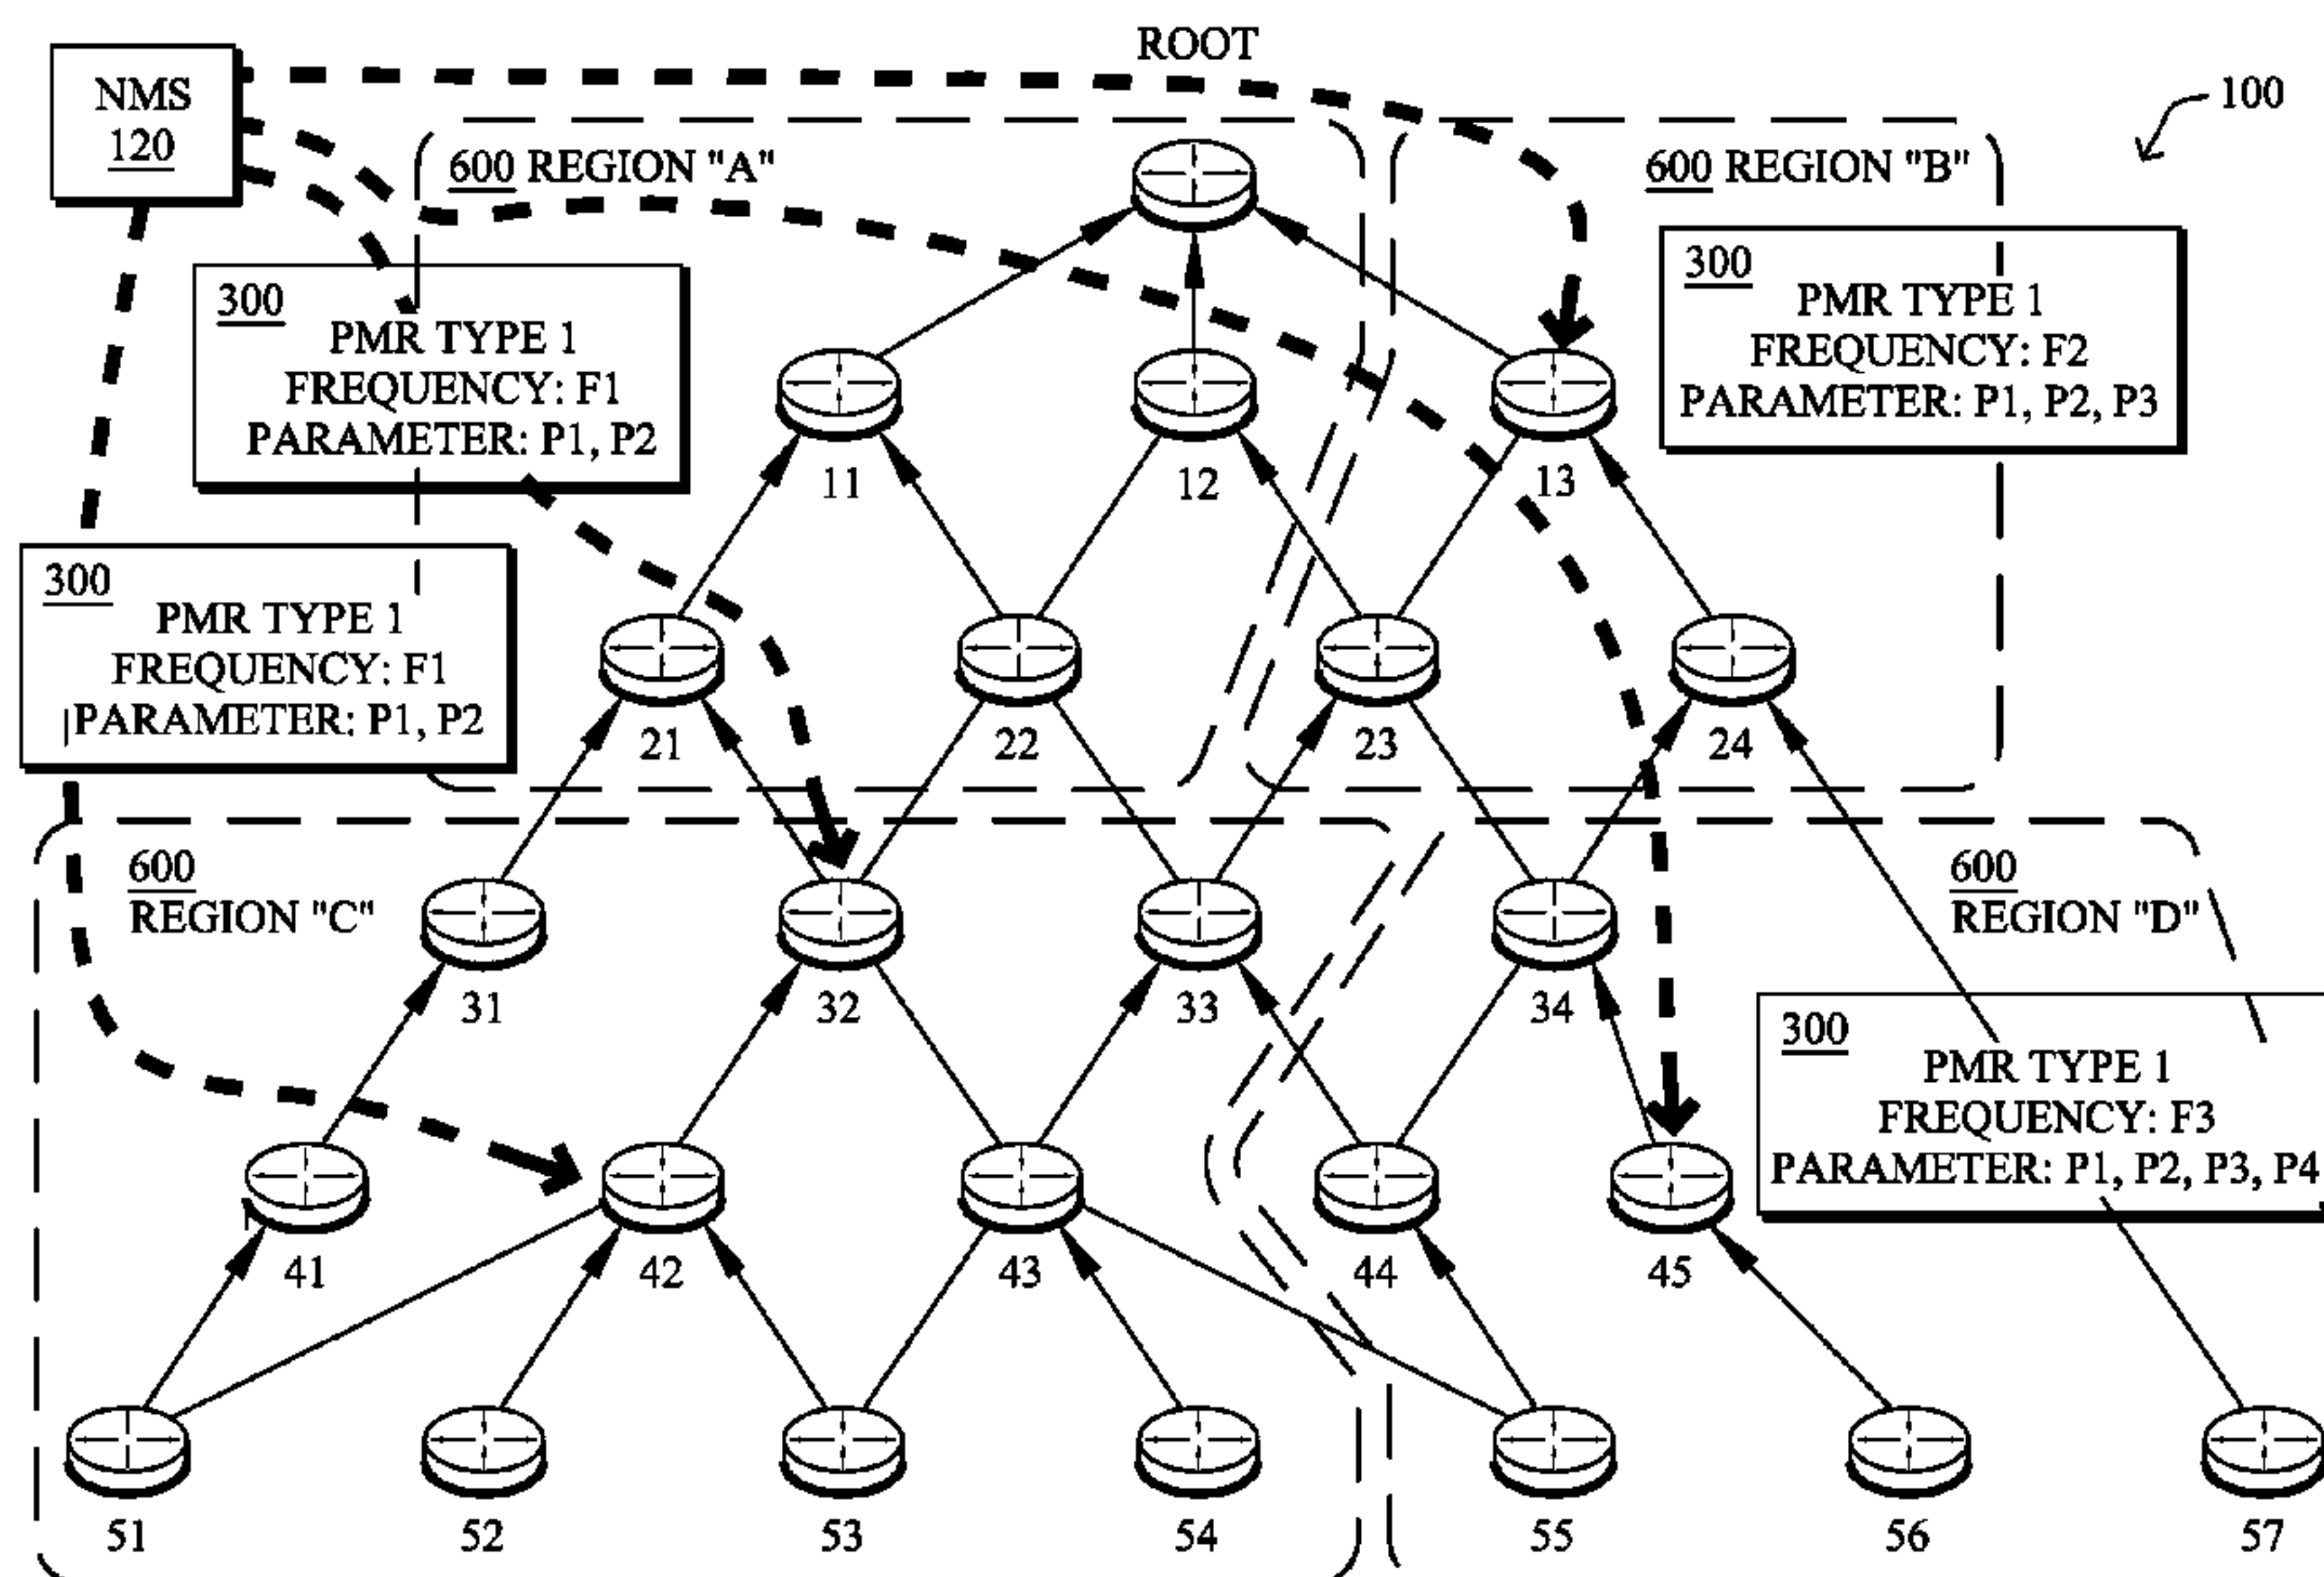 ROOT
NMS
120
100
600 REGION "A"
600 REGION "B"
300
PMR TYPE 1
FREQUENCY: F1
PARAMETER: P1, P2
300
PMR TYPE 1
FREQUENCY: F2
PARAMETER: P1, P2, P3
11
12
13
300
PMR TYPE 1
FREQUENCY: F1
PARAMETER: P1, P2
21
22
23
24
600
REGION "C"
600
REGION "D"
31
32
33
34
300
PMR TYPE 1
FREQUENCY: F3
PARAMETER: P1, P2, P3, P4
41
42
43
44
45
51
52
53
54
55
56
57